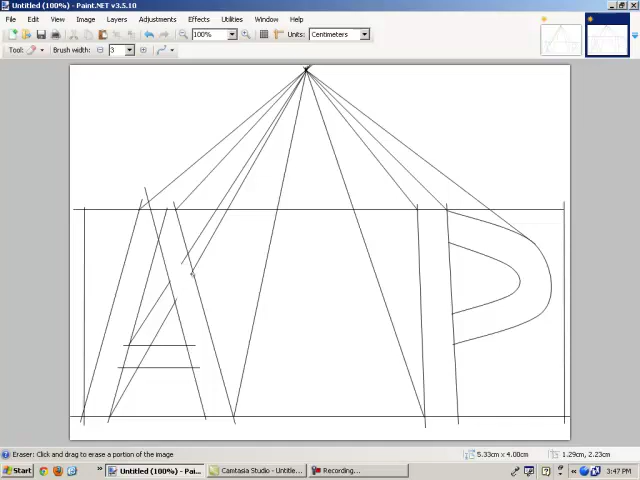 Untitled (100%) - Paint.NET v3.5.10
File Edit View Image Layers Adjustments Effects Utilities Window Help
100% Units: Centimeters
Tool: Brush width: 3
A P
Eraser: Click and drag to erase a portion of the image 5.33cm x 4.00cm 1.29cm, 2.23cm
Start Untitled (100%) - Pai... Camtasia Studio - Untitle... Recording... 3:47 PM